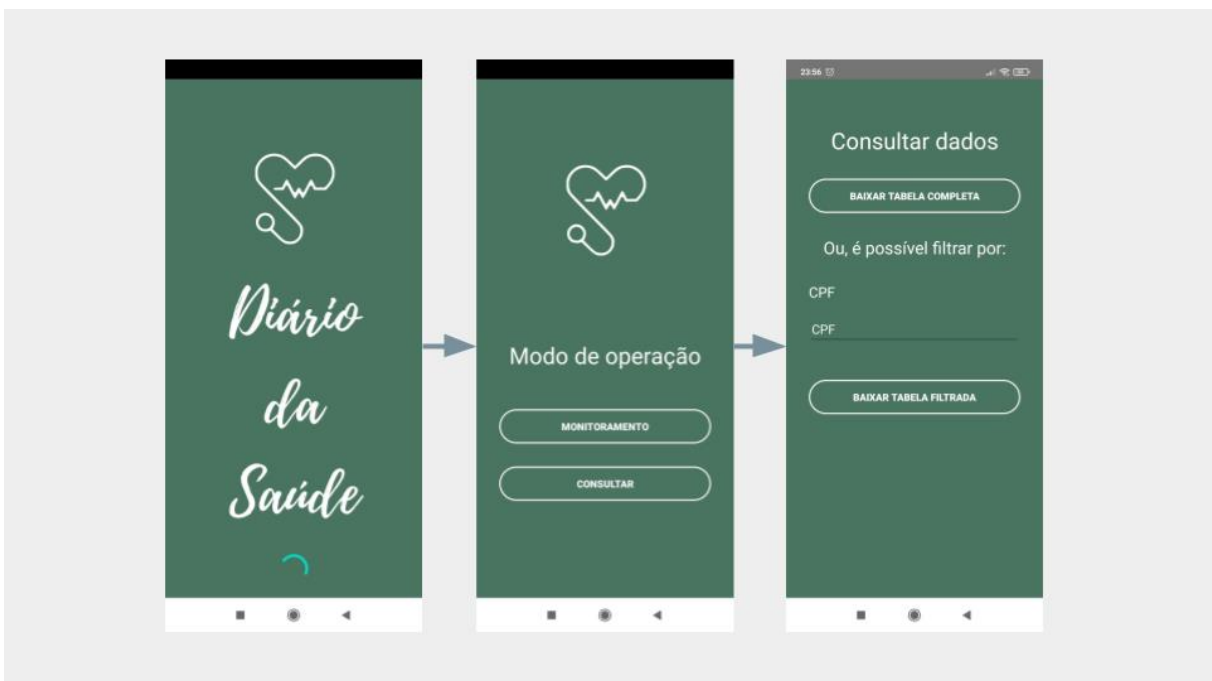 Diário
da
Saúde
Modo de operação
MONITORAMENTO
CONSULTAR
23:56
Consultar dados
BAIXAR TABELA COMPLETA
Ou, é possível filtrar por:
CPF
CPF
BAIXAR TABELA FILTRADA